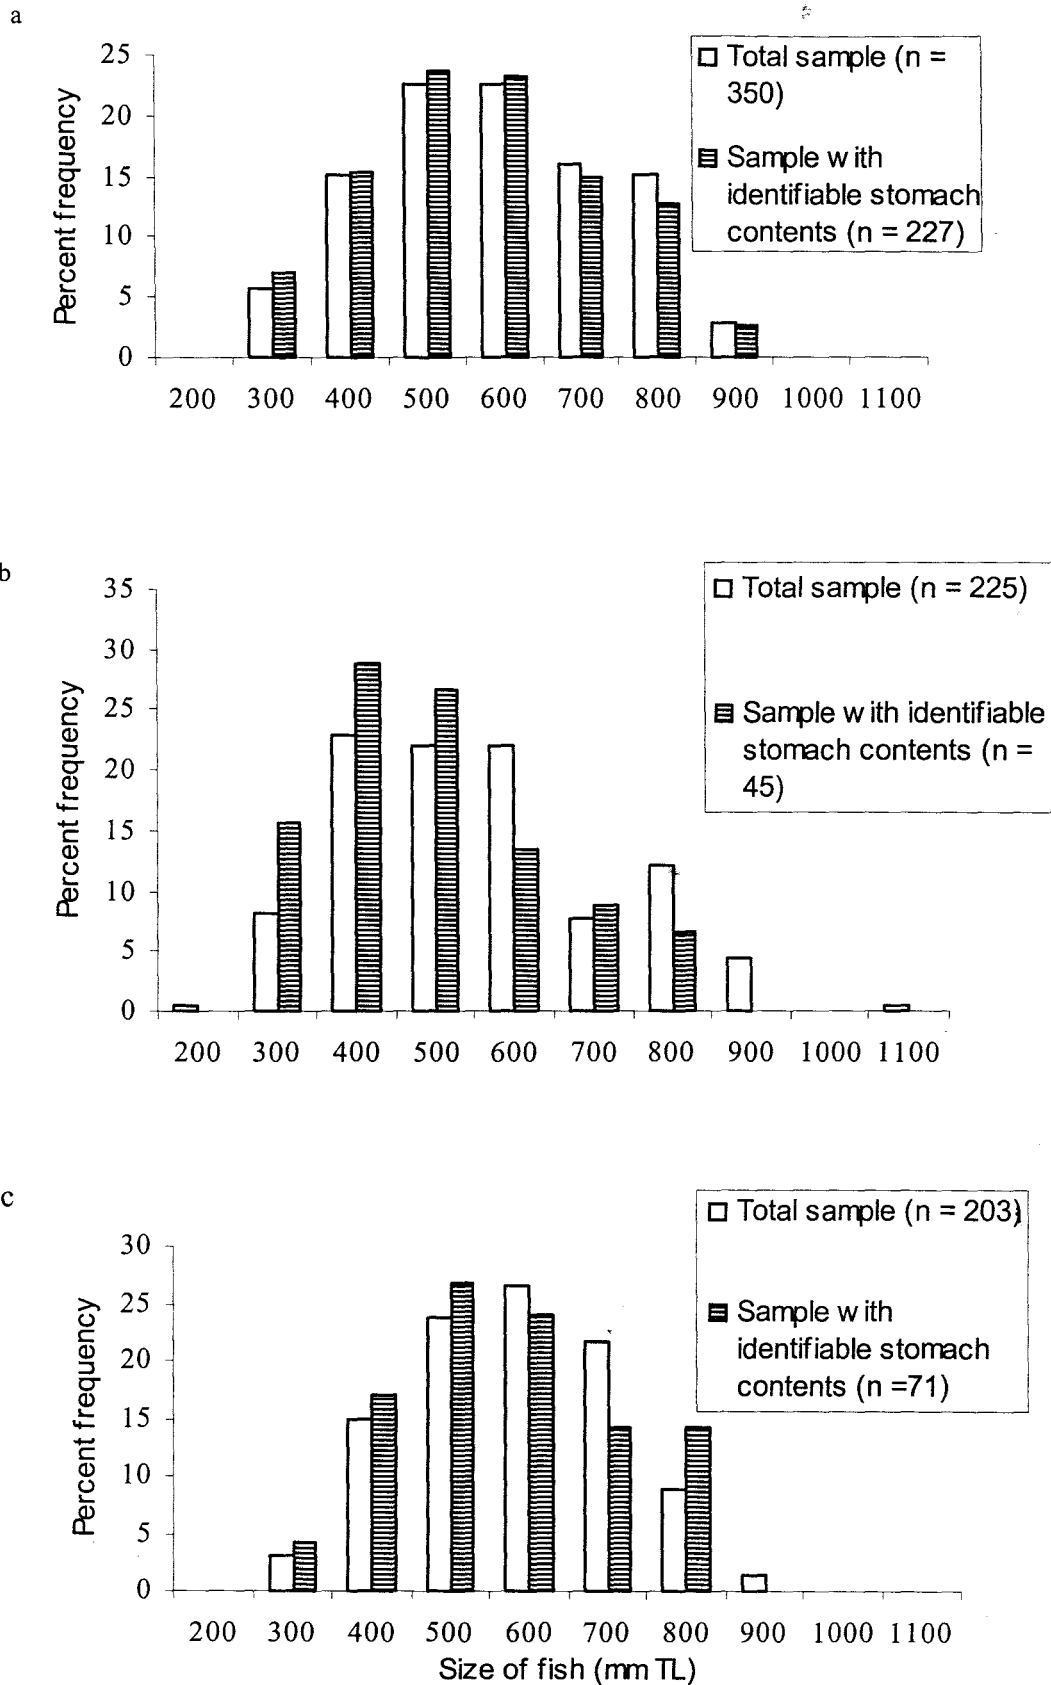 a
25
20
15
10
5
0
Percent frequency
200 300 400 500 600 700 800 900 1000 1100
Total sample (n =
350)
Sample with
identifiable stomach
contents (n = 227)
b
35
30
25
20
15
10
5
0
Percent frequency
200 300 400 500 600 700 800 900 1000 1100
Total sample (n = 225)
Sample with identifiable
stomach contents (n =
45)
c
30
25
20
15
10
5
0
Percent frequency
200 300 400 500 600 700 800 900 1000 1100
Size of fish (mm TL)
Total sample (n = 203)
Sample with
identifiable stomach
contents (n =71)